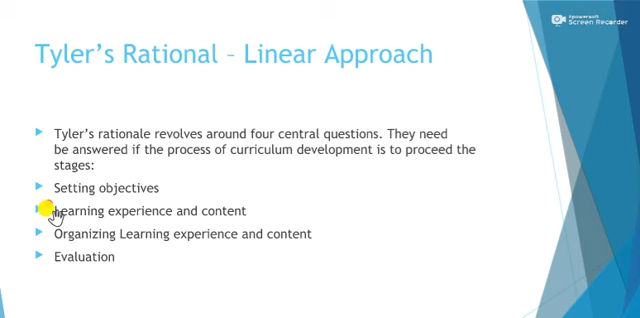 Apowersoft
Screen Recorder
Tyler's Rational – Linear Approach
Tyler's rationale revolves around four central questions. They need
be answered if the process of curriculum development is to proceed the
stages:
Setting objectives
Learning experience and content
Organizing Learning experience and content
Evaluation